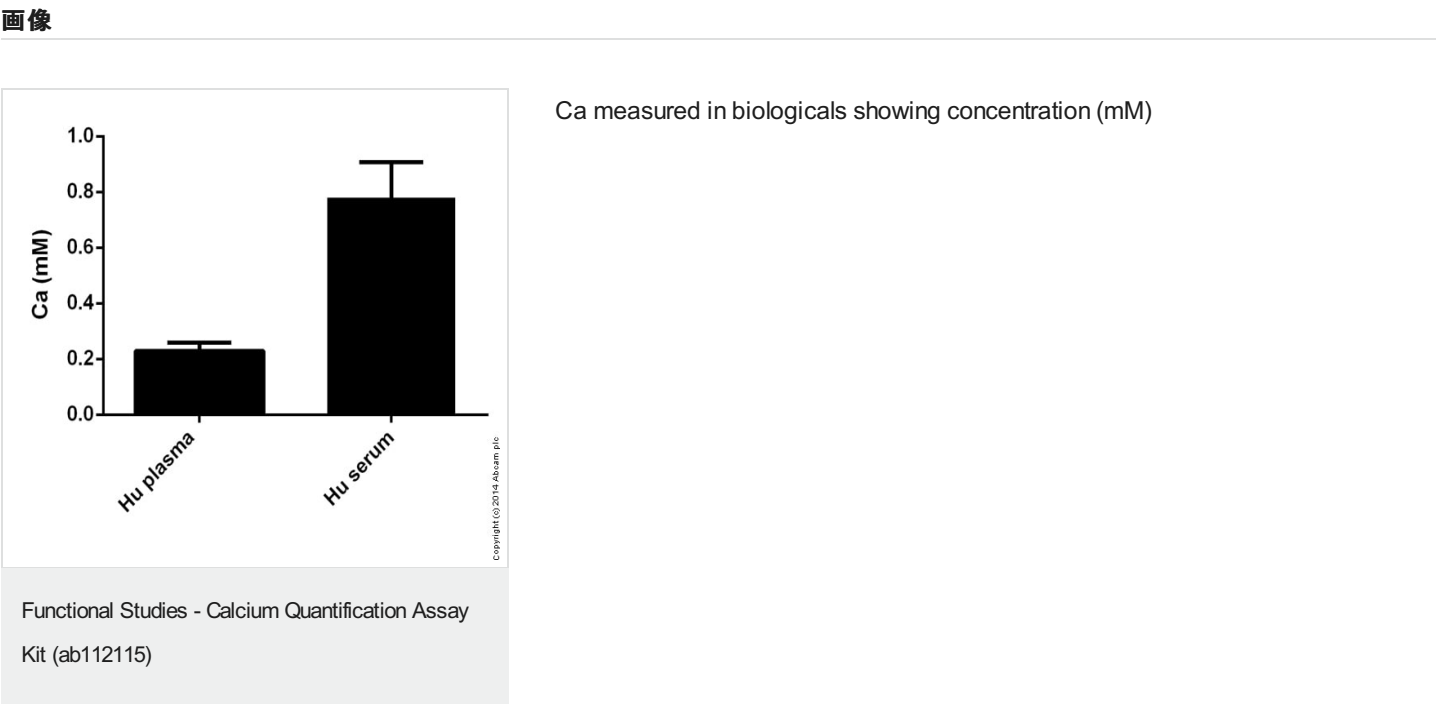 画像
Ca measured in biologicals showing concentration (mM)
1.0
0.8
0.6
0.4
0.2
0.0
Ca (mM)
Hu plasma
Hu serum
Copyright (c) 2014 Abcam plc
Functional Studies - Calcium Quantification Assay
Kit (ab112115)